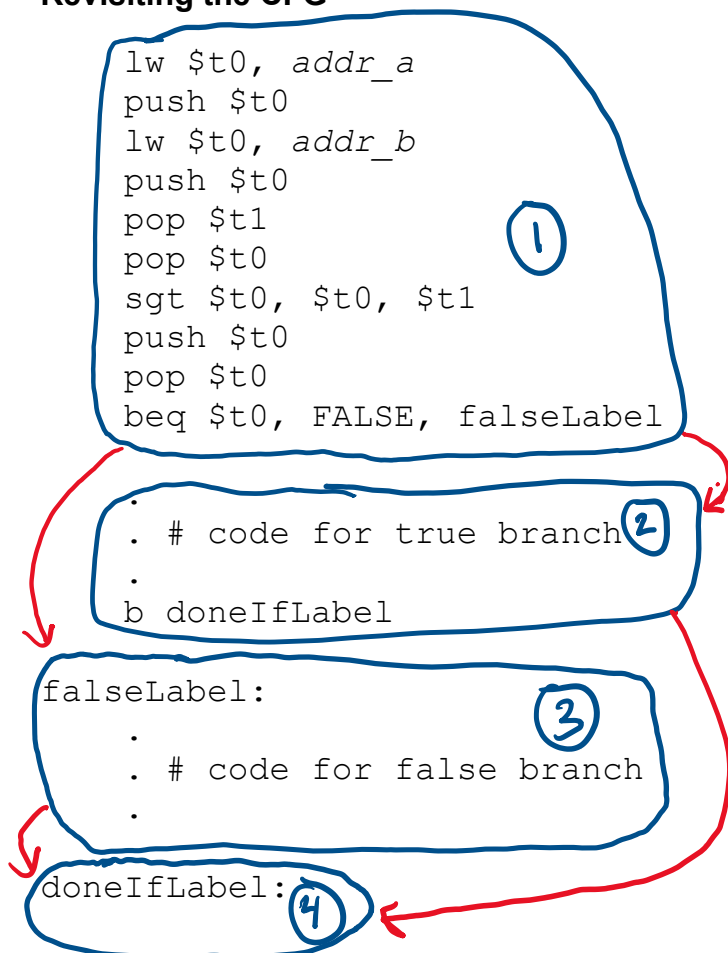 Revisiting the CFG
lw $t0, addr_a
push $t0
lw $t0, addr_b
push $t0
pop $t1
pop $t0
sgt $t0, $t0, $t1
push $t0
pop $t0
beq $t0, FALSE, falseLabel
1
.
. # code for true branch 2
.
b doneIfLabel
falseLabel:
3
.
. # code for false branch
.
doneIfLabel: 4